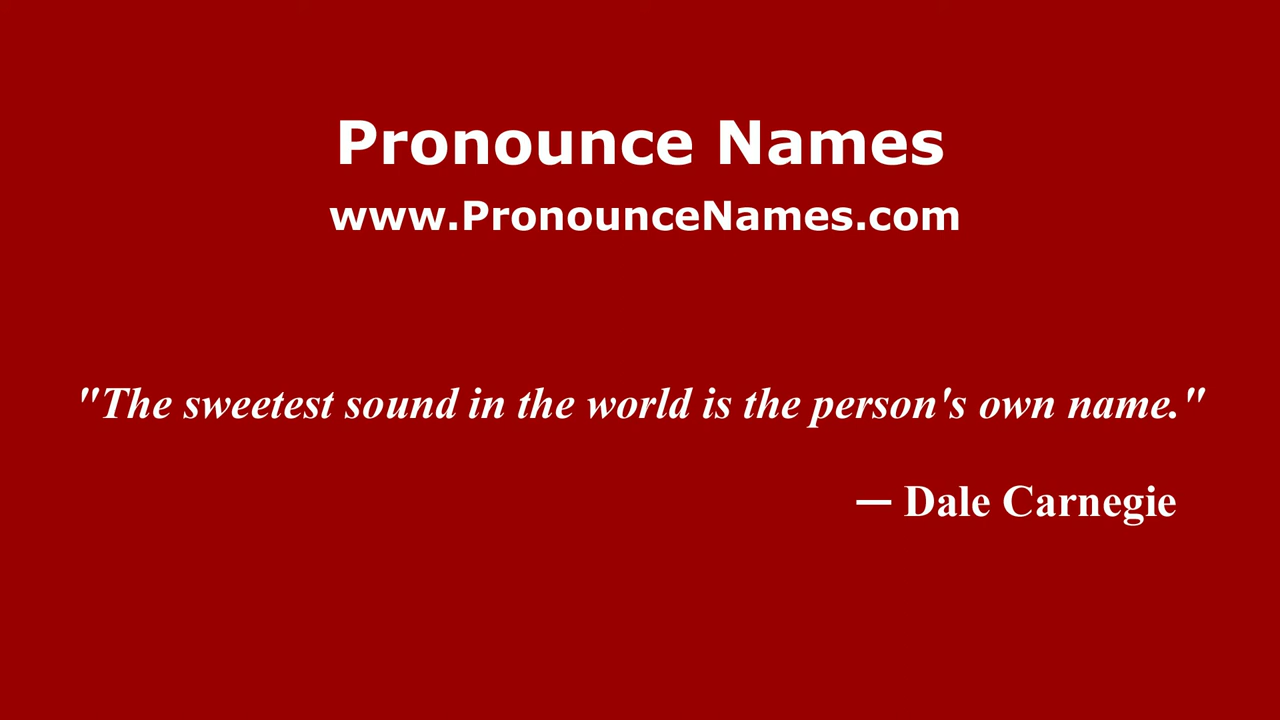 Pronounce Names
www.PronounceNames.com
"The sweetest sound in the world is the person's own name."
— Dale Carnegie